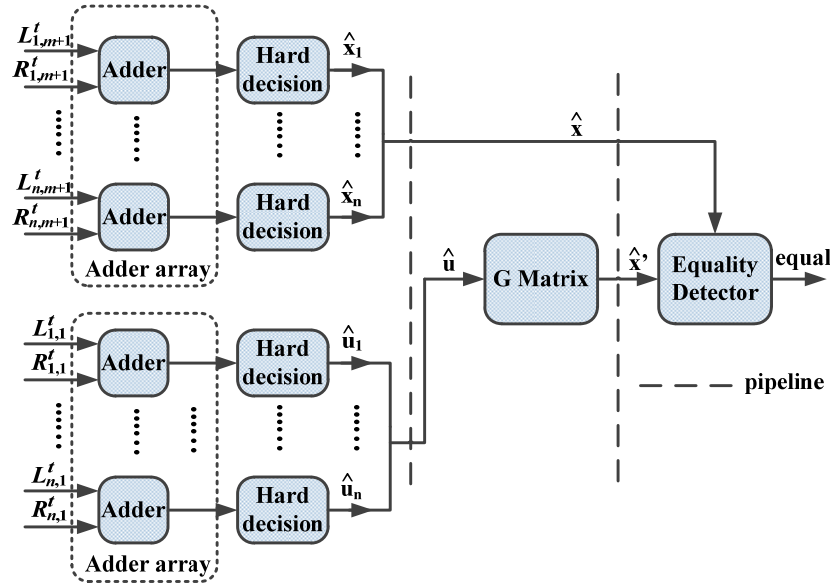 L^t_{1,m+1}
R^t_{1,m+1}
Adder
Hard decision
x̂_1
L^t_{n,m+1}
R^t_{n,m+1}
Adder
Hard decision
x̂_n
Adder array
x̂
û
G Matrix
x̂'
Equality Detector
equal
L^t_{1,1}
R^t_{1,1}
Adder
Hard decision
û_1
L^t_{n,1}
R^t_{n,1}
Adder
Hard decision
û_n
Adder array
pipeline